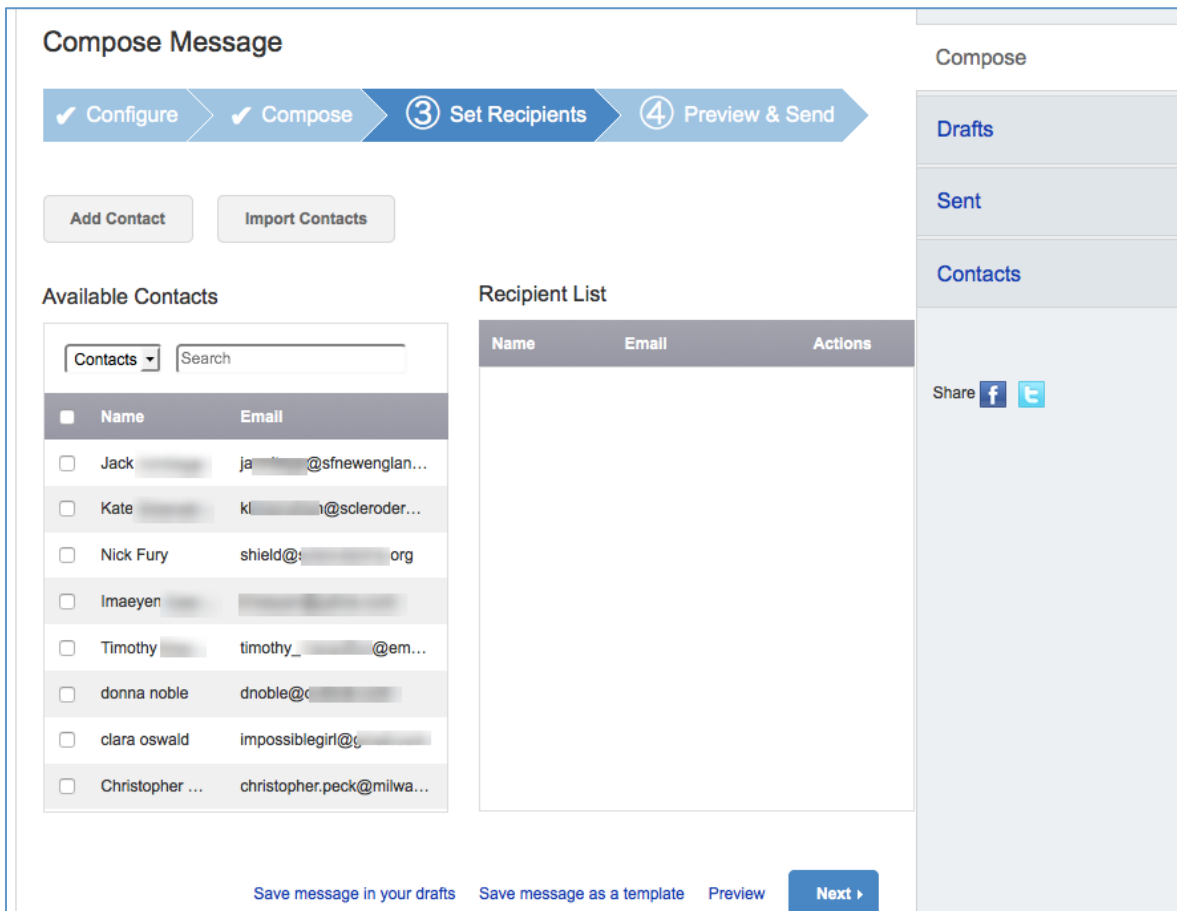 Compose Message
✔ Configure ✔ Compose ③ Set Recipients ④ Preview & Send
Add Contact Import Contacts
Available Contacts
Contacts Search
Name Email
Jack @sfnewenglan...
Kate @scleroder...
Nick Fury shield@ org
Imaeyen
Timothy timothy_ @em...
donna noble dnoble@
clara oswald impossiblegirl@
Christopher ... christopher.peck@milwa...
Recipient List
Name Email Actions
Save message in your drafts Save message as a template Preview Next
Compose
Drafts
Sent
Contacts
Share